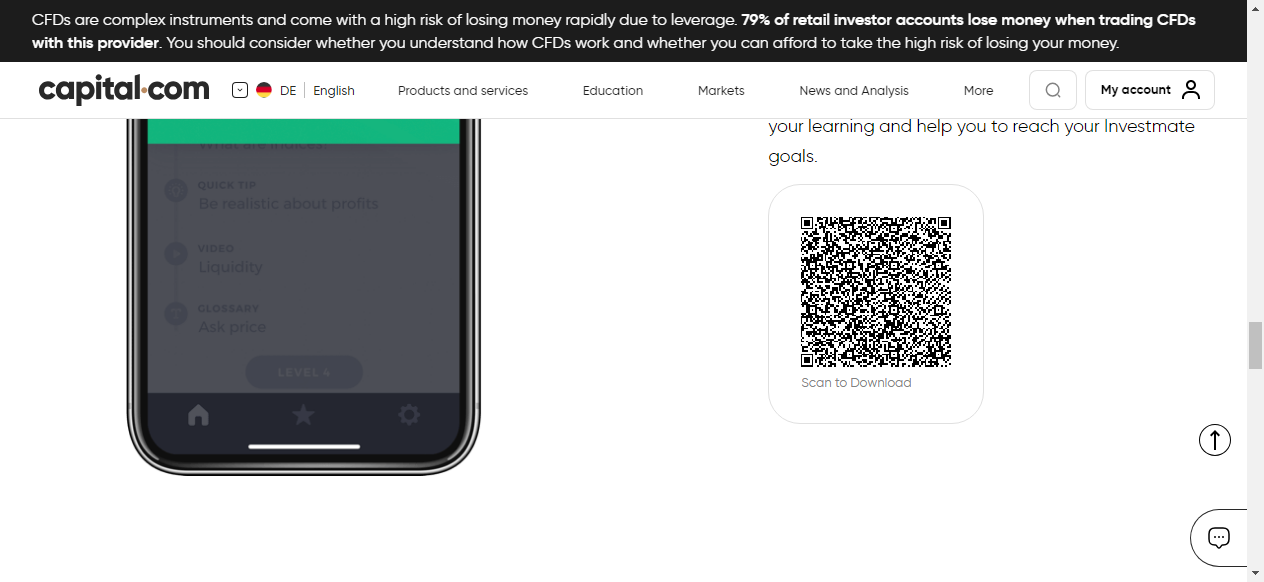 CFDs are complex instruments and come with a high risk of losing money rapidly due to leverage. 79% of retail investor accounts lose money when trading CFDs
with this provider. You should consider whether you understand how CFDs work and whether you can afford to take the high risk of losing your money.
capital.com
DE
English
Products and services
Education
Markets
News and Analysis
More
My account
your learning and help you to reach your Investmate
goals.
What are indices?
QUICK TIP
Be realistic about profits
VIDEO
Liquidity
GLOSSARY
Ask price
LEVEL 4
Scan to Download